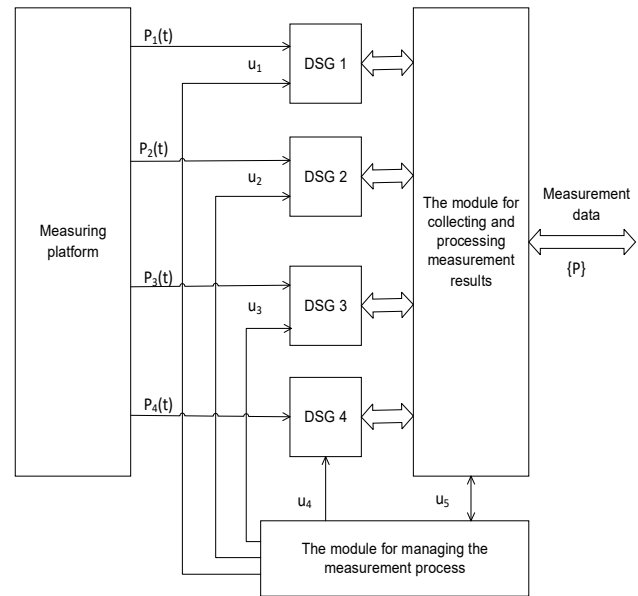 P1(t)
u1
DSG 1
P2(t)
u2
DSG 2
Measuring
platform
The module for
collecting and
processing
measurement
results
Measurement
data
{P}
P3(t)
u3
DSG 3
P4(t)
DSG 4
u4
u5
The module for managing the
measurement process